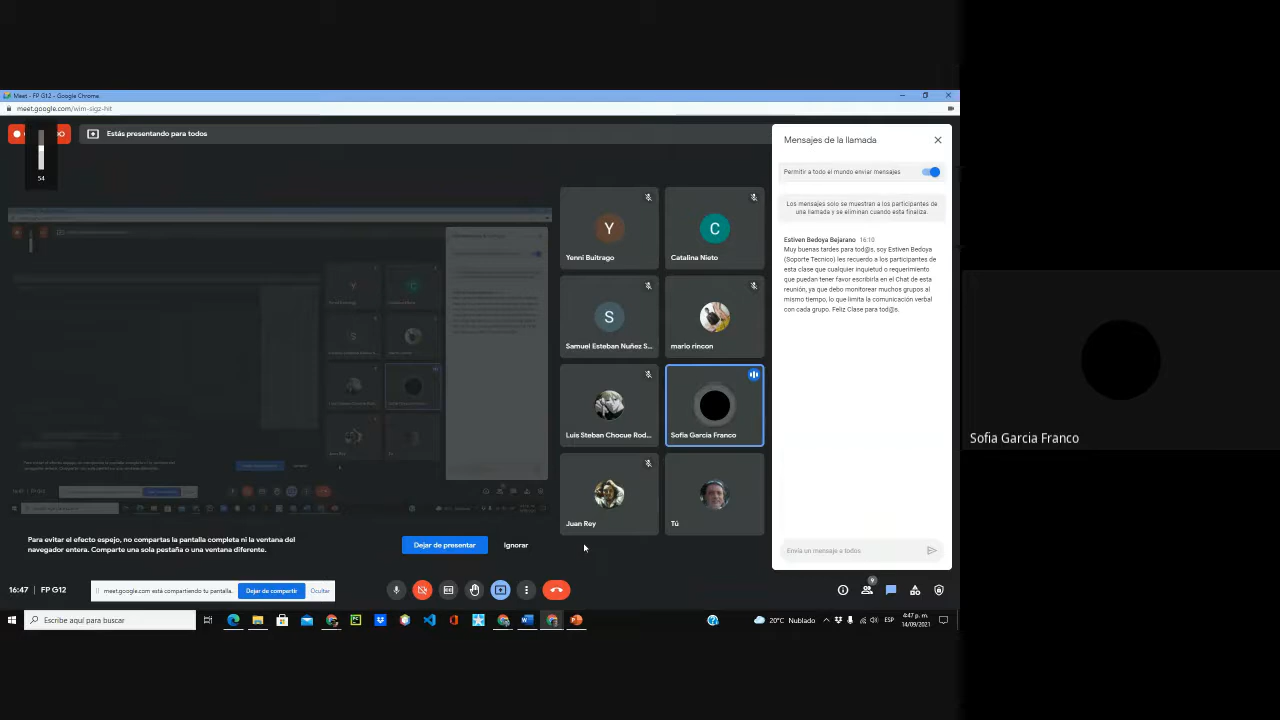 Meet - FP G12 - Google Chrome
meet.google.com/wim-sigz-hit
Estás presentando para todos
54
Mensajes de la llamada
Permitir a todo el mundo enviar mensajes
Los mensajes solo se muestran a los participantes de
una llamada y se eliminan cuando esta finaliza.
Estiven Bedoya Bejarano 16:10
Muy buenas tardes para tod@s, soy Estiven Bedoya
(Soporte Tecnico) les recuerdo a los participantes de
esta clase que cualquier inquietud o requerimiento
que puedan tener favor escribirla en el Chat de esta
reunión, ya que debo monitorear muchos grupos al
mismo tiempo, lo que limita la comunicación verbal
con cada grupo. Feliz Clase para tod@s.
Y
Yenni Buitrago
C
Catalina Nieto
S
Samuel Esteban Nuñez S...
mario rincon
Luis Steban Chocue Rod...
Sofia Garcia Franco
Juan Rey
Tú
Sofia Garcia Franco
Para evitar el efecto espejo, no compartas la pantalla completa ni la ventana del
navegador entera. Comparte una sola pestaña o una ventana diferente.
Dejar de presentar
Ignorar
Envía un mensaje a todos
16:47 | FP G12
meet.google.com está compartiendo tu pantalla.
Dejar de compartir
Ocultar
9
Escribe aquí para buscar
20°C Nublado
ESP
4:47 p. m.
14/09/2021